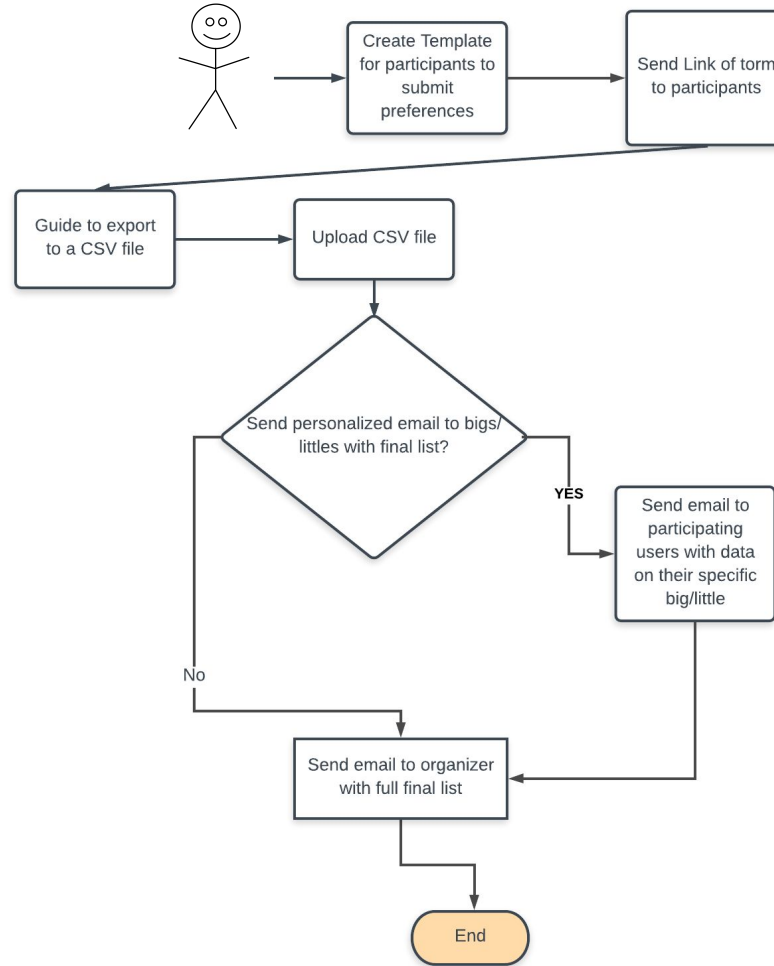 Create Template
for participants to
submit
preferences
Send Link of torm
to participants
Guide to export
to a CSV file
Upload CSV file
Send personalized email to bigs/
littles with final list?
YES
Send email to
participating
users with data
on their specific
big/little
No
Send email to organizer
with full final list
End